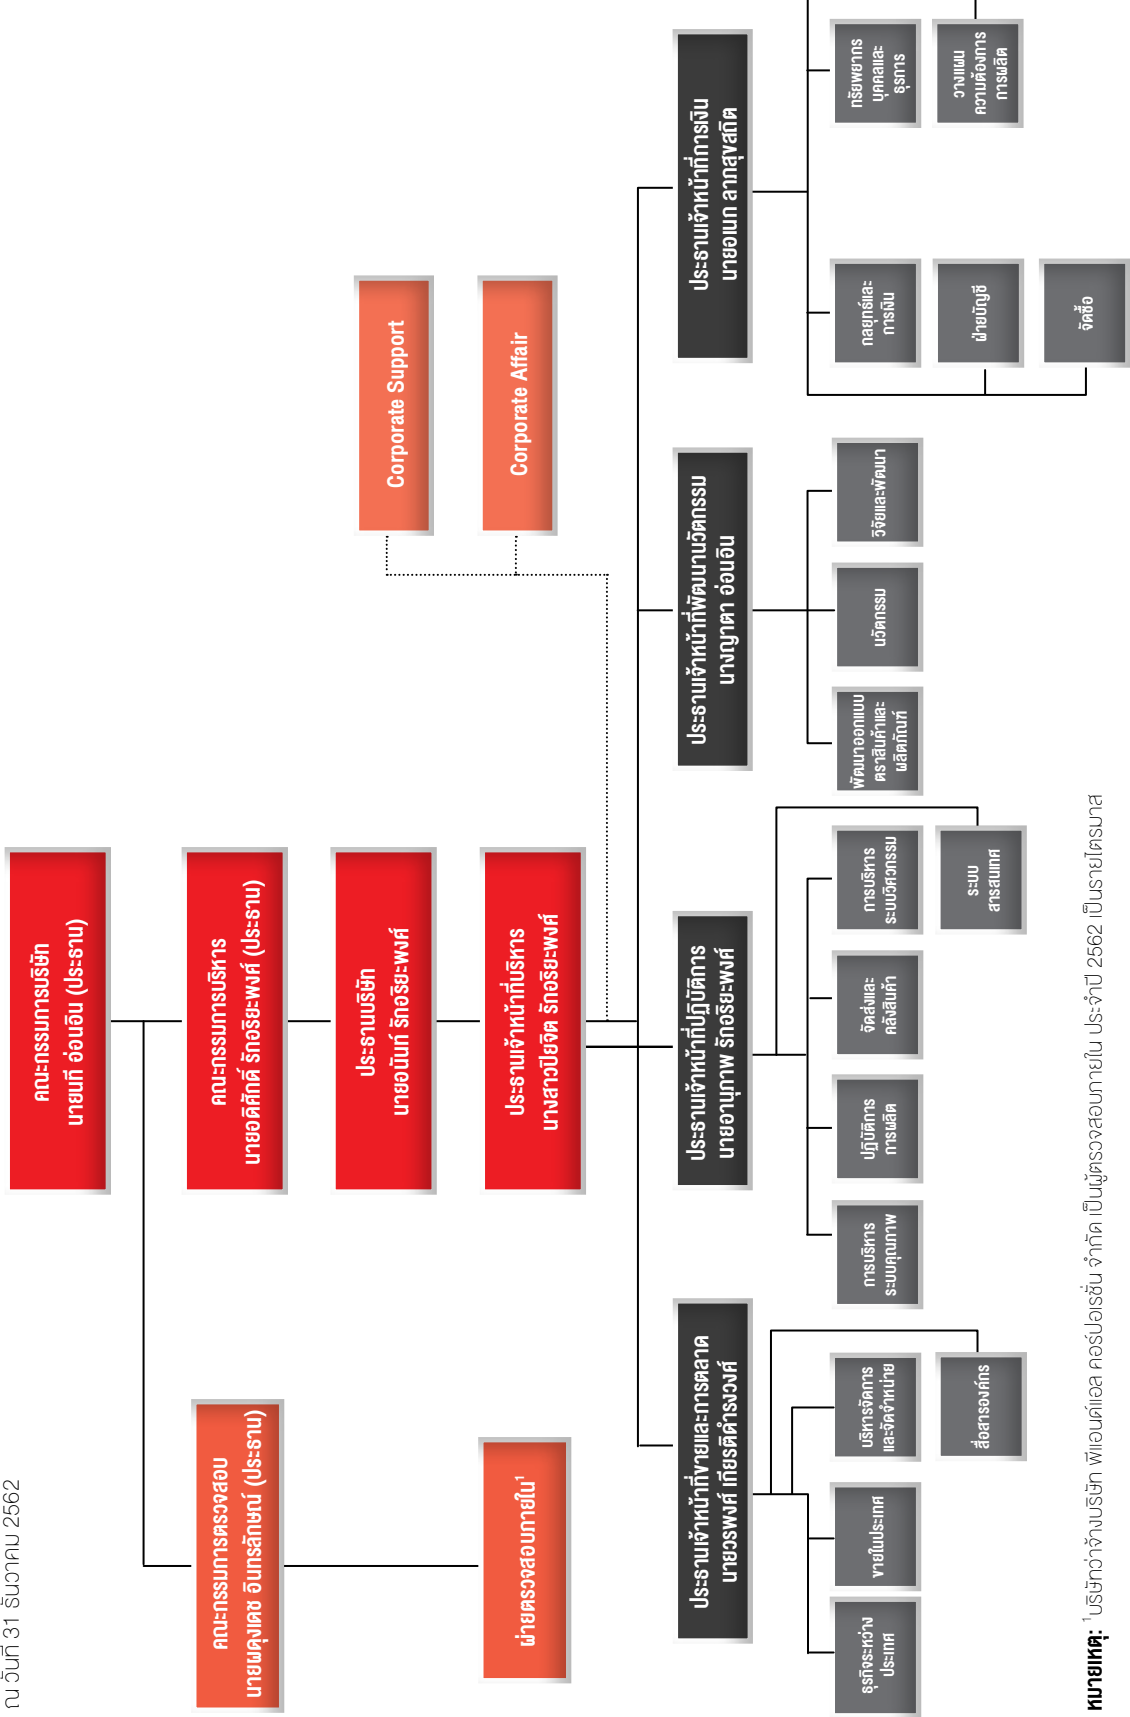 ณ วันที่ 31 ธันวาคม 2562
คณะกรรมการบริษัท
นายนที อ่อนอิน (ประธาน)
คณะกรรมการตรวจสอบ
นายผดุงเดช อินทรลักษณ์ (ประธาน)
คณะกรรมการบริหาร
นายอดิศักดิ์ รักอริยะพงศ์ (ประธาน)
ประธานบริษัท
นายอนันท์ รักอริยะพงศ์
ฝ่ายตรวจสอบภายใน¹
ประธานเจ้าหน้าที่บริหาร
นางสาวปิยจิต รักอริยะพงศ์
Corporate Support
Corporate Affair
ประธานเจ้าหน้าที่ขายและการตลาด
นายวรพงศ์ เกียรติดำรงวงศ์
ประธานเจ้าหน้าที่ปฏิบัติการ
นายอานุภาพ รักอริยะพงศ์
ประธานเจ้าหน้าที่พัฒนานวัตกรรม
นางญาตา อ่อนอิน
ประธานเจ้าหน้าที่การเงิน
นายอเนก ลาภสุขสถิต
ธุรกิจระหว่าง
ประเทศ
ขายในประเทศ
บริหารจัดการ
และจัดจำหน่าย
สื่อสารองค์กร
การบริหาร
ระบบคุณภาพ
ปฏิบัติการ
การผลิต
จัดส่งและ
คลังสินค้า
การบริหาร
ระบบวิศวกรรม
ระบบ
สารสนเทศ
พัฒนาออกแบบ
ตราสินค้าและ
ผลิตภัณฑ์
นวัตกรรม
วิจัยและพัฒนา
กลยุทธ์และ
การเงิน
ฝ่ายบัญชี
จัดซื้อ
ทรัพยากร
บุคคลและ
ธุรการ
วางแผน
ความต้องการ
การผลิต
หมายเหตุ: ¹บริษัทว่าจ้างบริษัท พีแอนด์แอล คอร์ปอเรชั่น จำกัด เป็นผู้ตรวจสอบภายใน ประจำปี 2562 เป็นรายไตรมาส